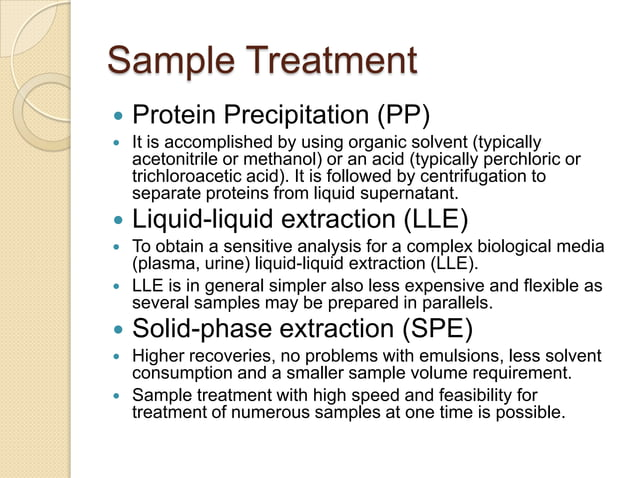 Sample Treatment
• Protein Precipitation (PP)
• It is accomplished by using organic solvent (typically
acetonitrile or methanol) or an acid (typically perchloric or
trichloroacetic acid). It is followed by centrifugation to
separate proteins from liquid supernatant.
• Liquid-liquid extraction (LLE)
• To obtain a sensitive analysis for a complex biological media
(plasma, urine) liquid-liquid extraction (LLE).
• LLE is in general simpler also less expensive and flexible as
several samples may be prepared in parallels.
• Solid-phase extraction (SPE)
• Higher recoveries, no problems with emulsions, less solvent
consumption and a smaller sample volume requirement.
• Sample treatment with high speed and feasibility for
treatment of numerous samples at one time is possible.